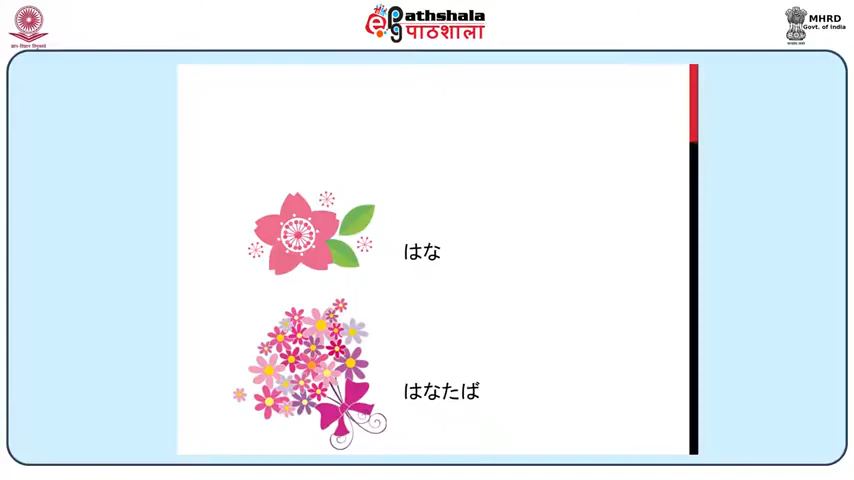 ePathshala
पाठशाला
MHRD
Govt. of India
はな
はなたば